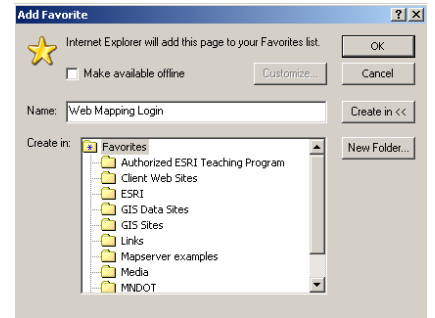 Add Favorite
Internet Explorer will add this page to your Favorites list.
OK
Make available offline
Customize...
Cancel
Name: Web Mapping Login
Create in <<
Create in: Favorites
New Folder...
Authorized ESRI Teaching Program
Client Web Sites
ESRI
GIS Data Sites
GIS Sites
Links
Mapserver examples
Media
MNDOT